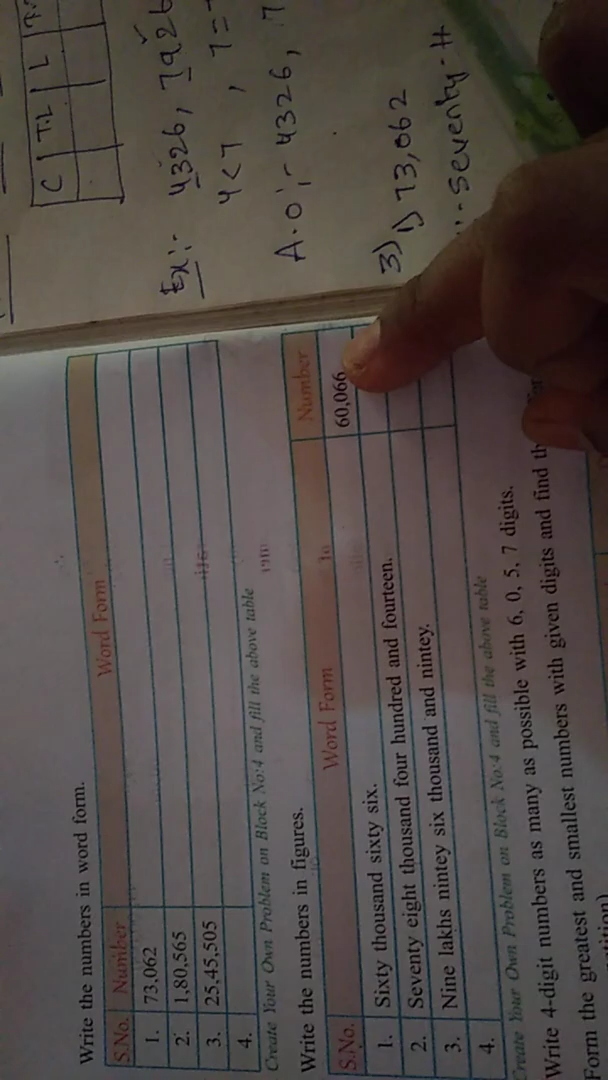 Write the numbers in word form.
S.No. Number Word Form
1. 73,062
2. 1,80,565
3. 25,45,505
4.
Create Your Own Problem on Block No:4 and fill the above table
Write the numbers in figures.
S.No. Word Form Number
1. Sixty thousand sixty six. 60,066
2. Seventy eight thousand four hundred and fourteen.
3. Nine lakhs nintey six thousand and nintey.
4.
Create Your Own Problem on Block No:4 and fill the above table
Write 4-digit numbers as many as possible with 6, 0, 5, 7 digits.
Form the greatest and smallest numbers with given digits and find
C T.L L
Ex:- 4326, 7926
4<7, 7=
A.O:- 4326, 7
3) 1) 73,062
seventy-